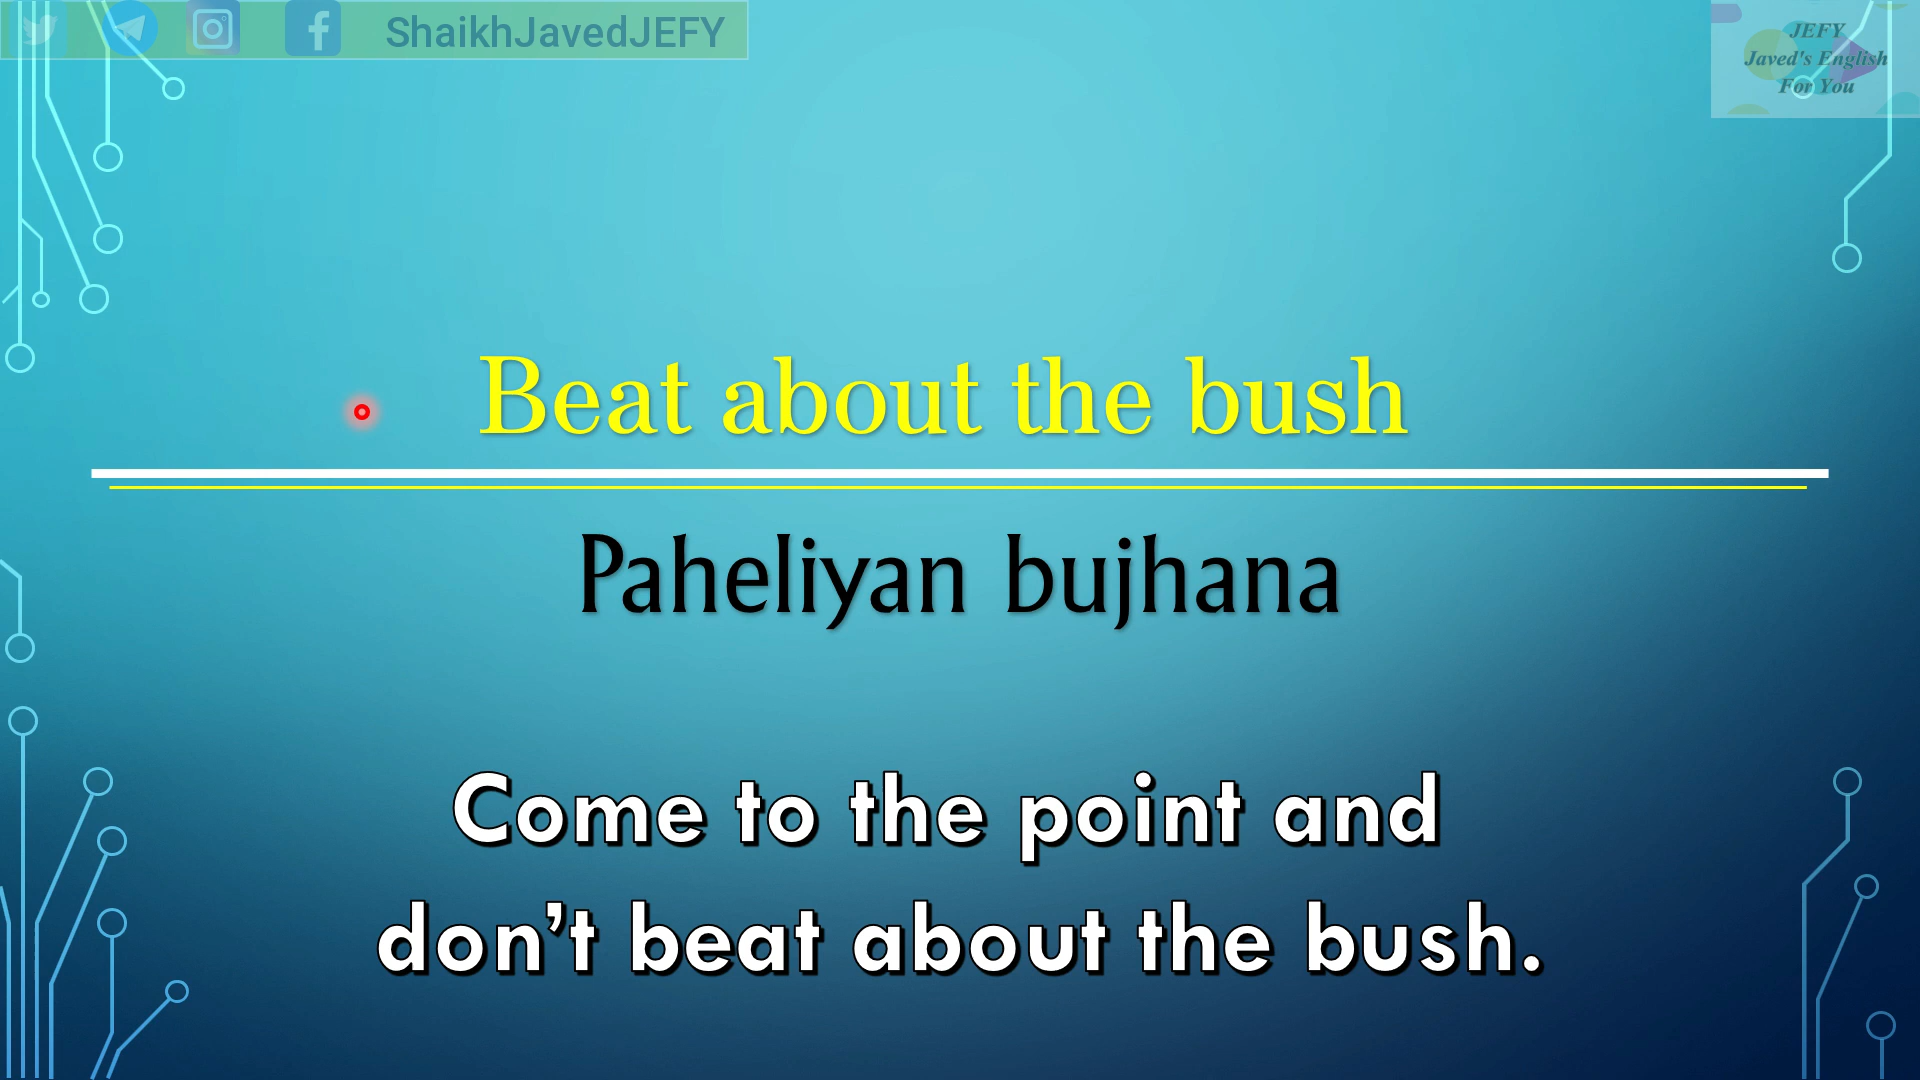 ShaikhJavedJEFY
JEFY
Javed's English
For You
Beat about the bush
Paheliyan bujhana
Come to the point and
don’t beat about the bush.